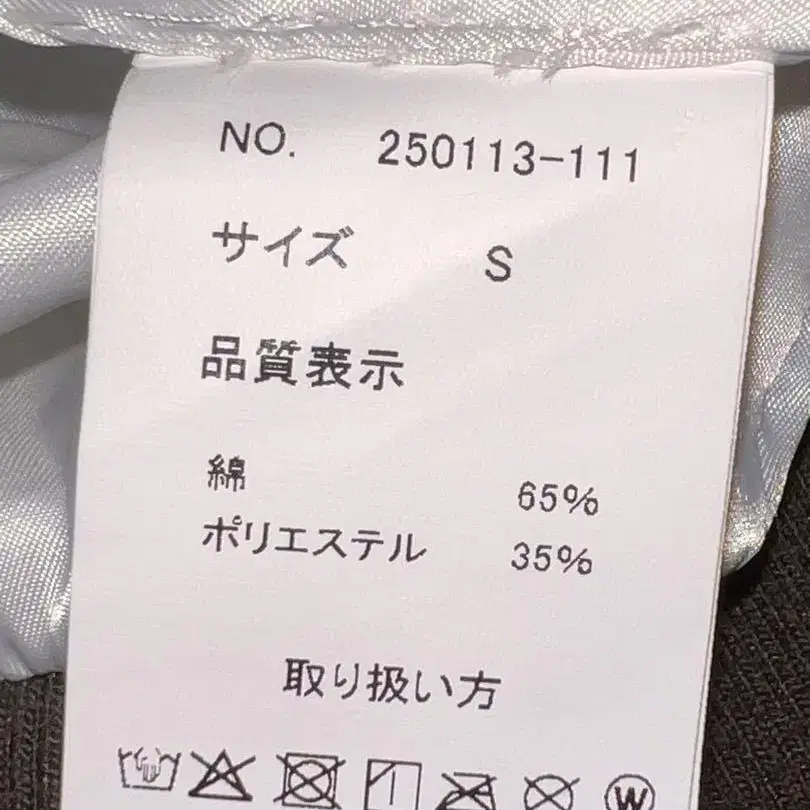 NO. 250113-111
サイズ S
品質表示
綿 65%
ポリエステル 35%
取り扱い方
W